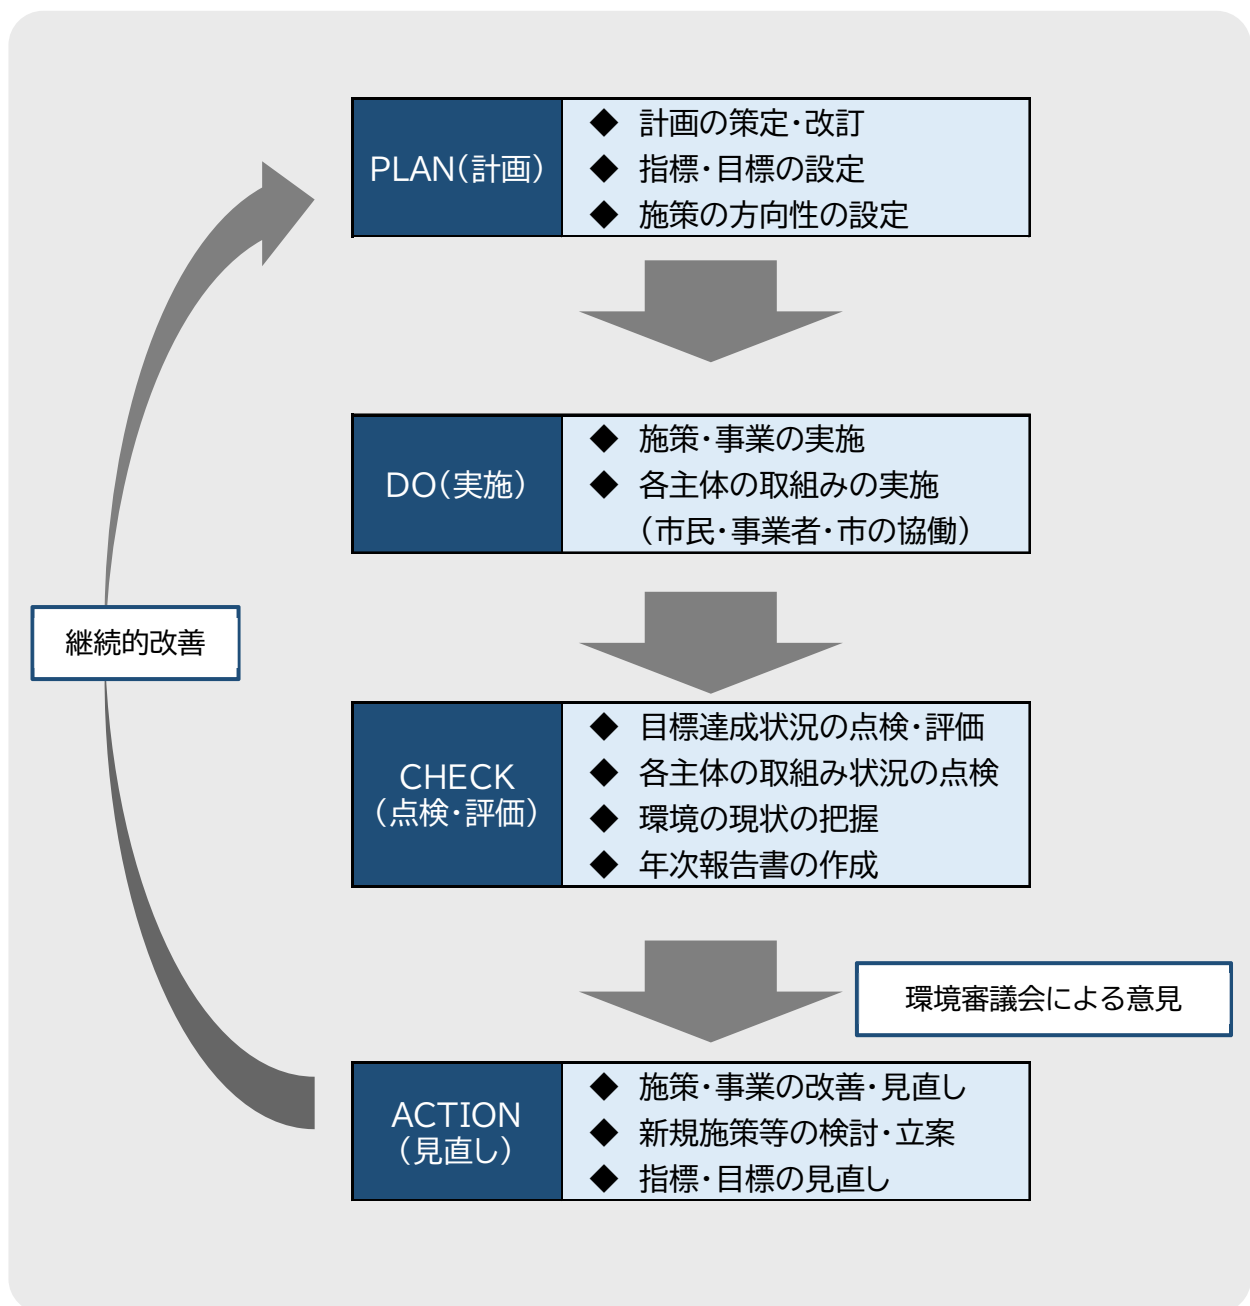 PLAN(計画)
◆ 計画の策定・改訂
◆ 指標・目標の設定
◆ 施策の方向性の設定
DO(実施)
◆ 施策・事業の実施
◆ 各主体の取組みの実施
(市民・事業者・市の協働)
継続的改善
CHECK
(点検・評価)
◆ 目標達成状況の点検・評価
◆ 各主体の取組み状況の点検
◆ 環境の現状の把握
◆ 年次報告書の作成
環境審議会による意見
ACTION
(見直し)
◆ 施策・事業の改善・見直し
◆ 新規施策等の検討・立案
◆ 指標・目標の見直し